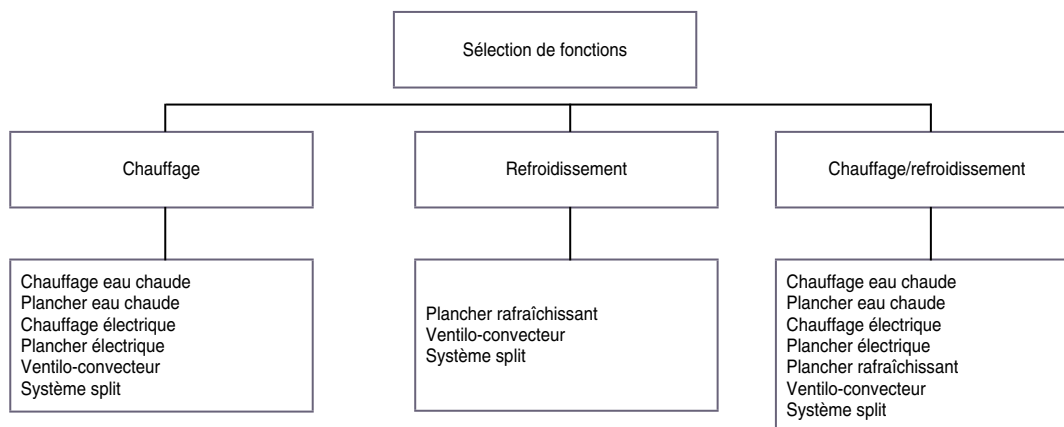 Sélection de fonctions
Chauffage
Refroidissement
Chauffage/refroidissement
Chauffage eau chaude
Plancher eau chaude
Chauffage électrique
Plancher électrique
Ventilo-convecteur
Système split
Plancher rafraîchissant
Ventilo-convecteur
Système split
Chauffage eau chaude
Plancher eau chaude
Chauffage électrique
Plancher électrique
Plancher rafraîchissant
Ventilo-convecteur
Système split